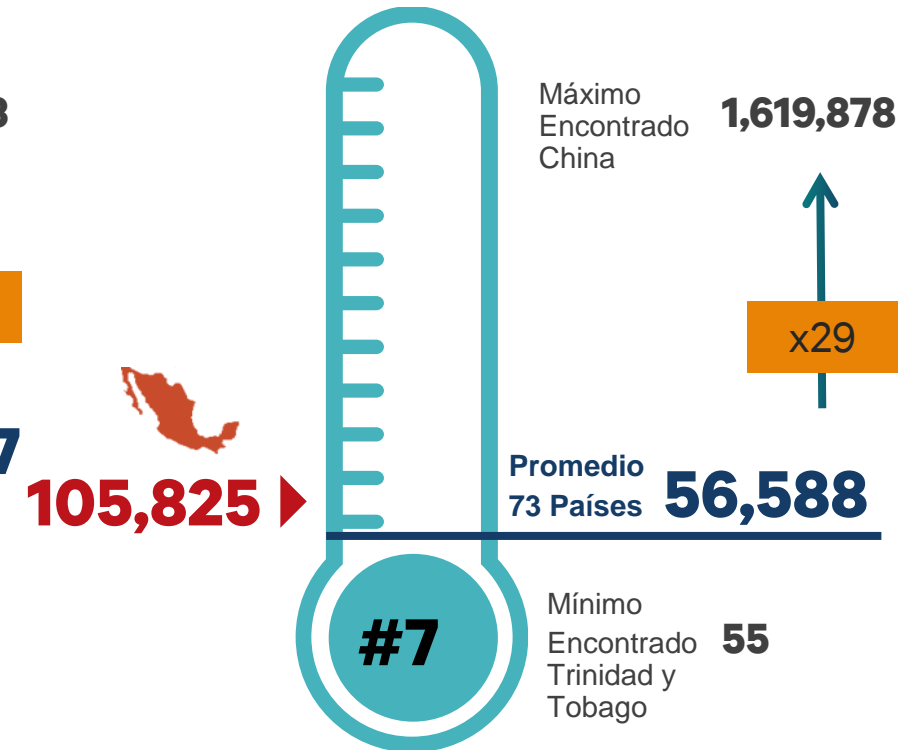 Máximo
Encontrado
China
1,619,878
x29
105,825
Promedio
73 Países
56,588
#7
Mínimo
Encontrado
Trinidad y
Tobago
55